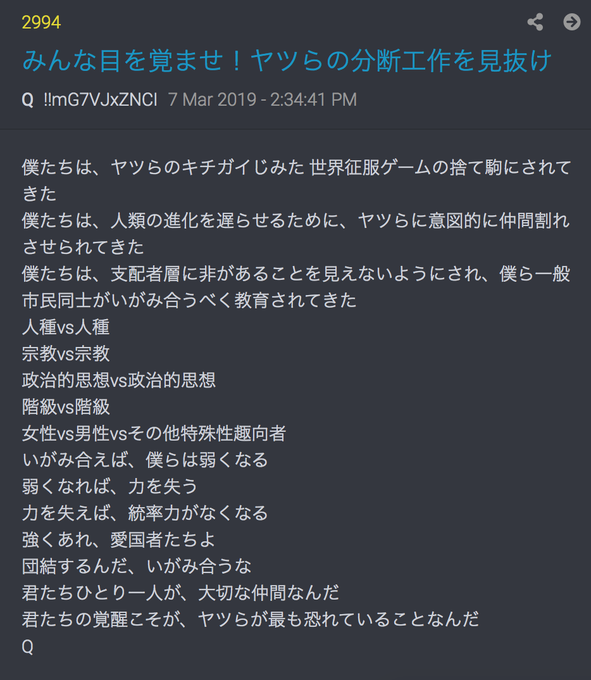 2994
みんな目を覚ませ！ヤツらの分断工作を見抜け
Q !!mG7VJxZNCI 7 Mar 2019 - 2:34:41 PM
僕たちは、ヤツらのキチガイじみた 世界征服ゲームの捨て駒にされて
きた
僕たちは、人類の進化を遅らせるために、ヤツらに意図的に仲間割れ
させられてきた
僕たちは、支配者層に非があることを見えないようにされ、僕ら一般
市民同士がいがみ合うべく教育されてきた
人種vs人種
宗教vs宗教
政治的思想vs政治的思想
階級vs階級
女性vs男性vsその他特殊性趣向者
いがみ合えば、僕らは弱くなる
弱くなれば、力を失う
力を失えば、統率力がなくなる
強くあれ、愛国者たちよ
団結するんだ、いがみ合うな
君たちひとり一人が、大切な仲間なんだ
君たちの覚醒こそが、ヤツらが最も恐れていることなんだ
Q